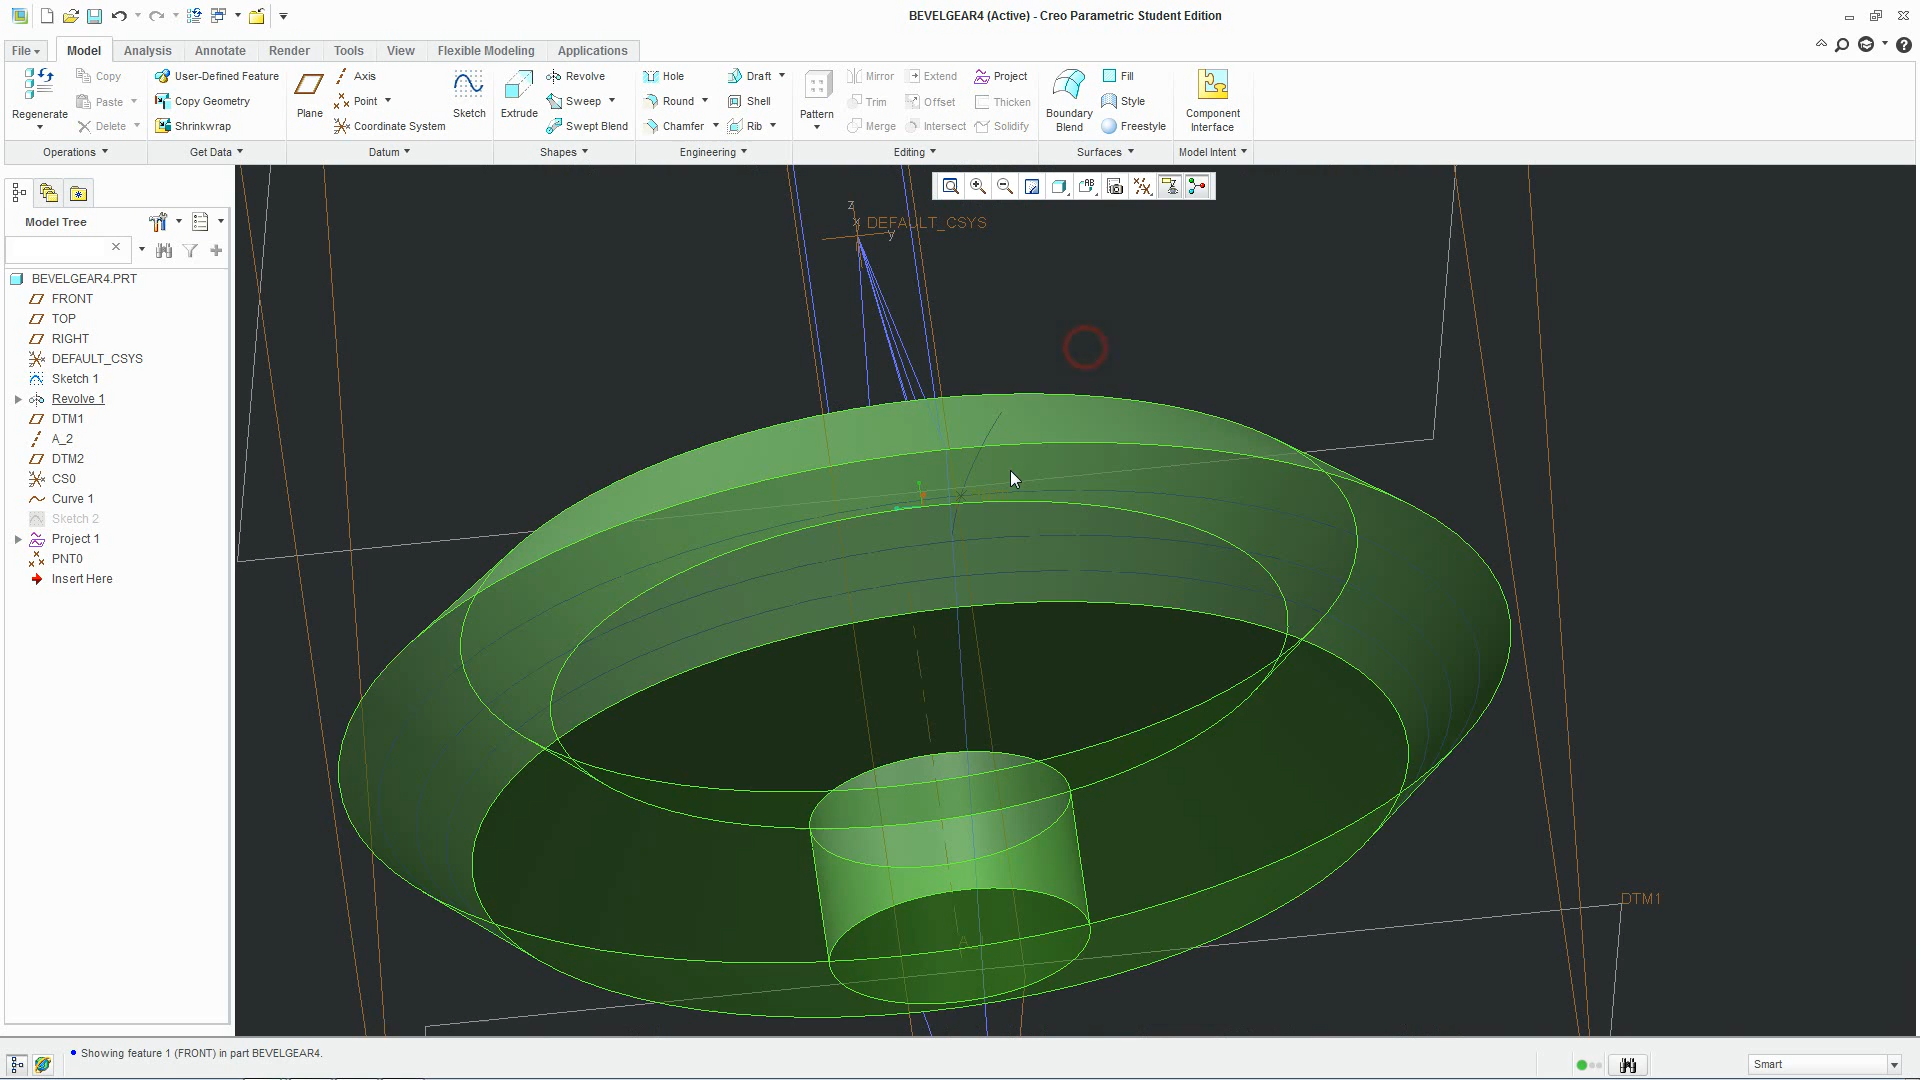 BEVELGEAR4 (Active) - Creo Parametric Student Edition
File Model Analysis Annotate Render Tools View Flexible Modeling Applications
Regenerate Copy Paste Delete
User-Defined Feature
Copy Geometry
Shrinkwrap
Plane
Axis
Point
Coordinate System
Sketch
Extrude
Revolve
Sweep
Swept Blend
Hole
Round
Chamfer
Draft
Shell
Rib
Pattern
Mirror
Trim
Merge
Extend
Offset
Intersect
Project
Thicken
Solidify
Boundary
Blend
Fill
Style
Freestyle
Component
Interface
Operations Get Data Datum Shapes Engineering Editing Surfaces Model Intent
Model Tree
BEVELGEAR4.PRT
FRONT
TOP
RIGHT
DEFAULT_CSYS
Sketch 1
Revolve 1
DTM1
A_2
DTM2
CS0
Curve 1
Sketch 2
Project 1
PNT0
Insert Here
z
x DEFAULT_CSYS
y
DTM1
Showing feature 1 (FRONT) in part BEVELGEAR4.
Smart